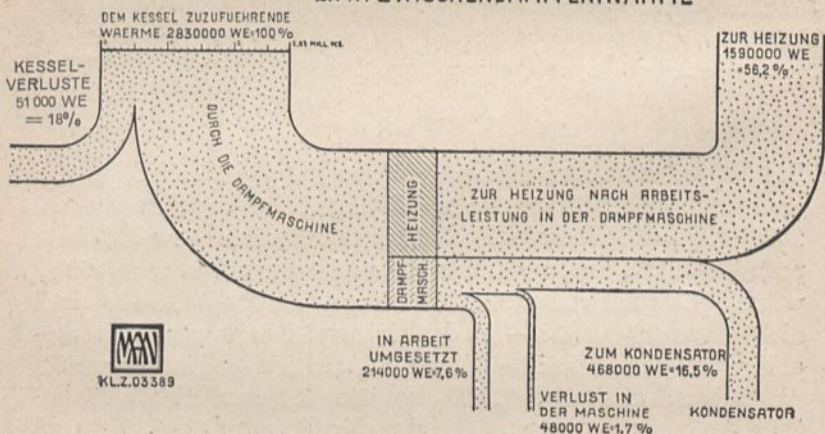 DEM KESSEL ZUZUFUEHRENDE
WAERME 2830000 WE=100%
KESSEL-
VERLUSTE
51 000 WE
= 18%
ZUR HEIZUNG
1590000 WE
=56,2%
DURCH DIE DAMPFMASCHINE
HEIZUNG
DAMPF
MASCH.
ZUR HEIZUNG NACH ARBEITS-
LEISTUNG IN DER DAMPFMASCHINE
IN ARBEIT
UMGESETZT
214000 WE=7,6%
ZUM KONDENSATOR
468000 WE=16,5%
VERLUST IN
DER MASCHINE
48000 WE=1,7 %
KONDENSATOR
MAN
KL.Z.03389